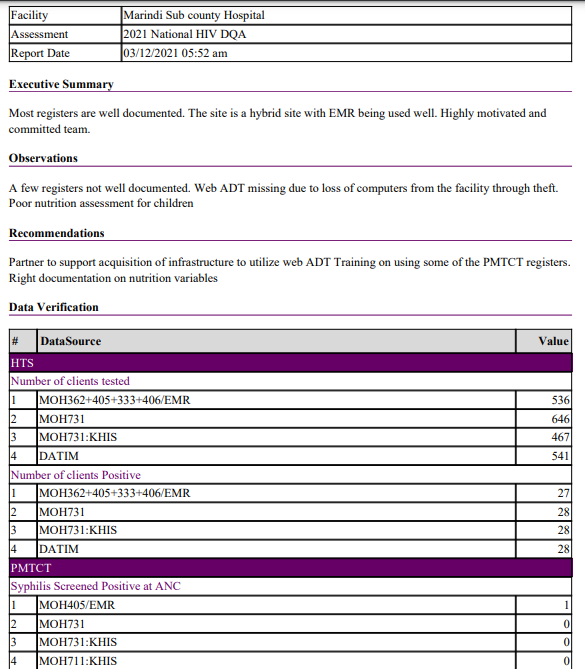 Facility Marindi Sub county Hospital
Assessment 2021 National HIV DQA
Report Date 03/12/2021 05:52 am
Executive Summary
Most registers are well documented. The site is a hybrid site with EMR being used well. Highly motivated and
committed team.
Observations
A few registers not well documented. Web ADT missing due to loss of computers from the facility through theft.
Poor nutrition assessment for children
Recommendations
Partner to support acquisition of infrastructure to utilize web ADT Training on using some of the PMTCT registers.
Right documentation on nutrition variables
Data Verification
# DataSource Value
HTS
Number of clients tested
1 MOH362+405+333+406/EMR 536
2 MOH731 646
3 MOH731:KHIS 467
4 DATIM 541
Number of clients Positive
1 MOH362+405+333+406/EMR 27
2 MOH731 28
3 MOH731:KHIS 28
4 DATIM 28
PMTCT
Syphilis Screened Positive at ANC
1 MOH405/EMR 1
2 MOH731 0
3 MOH731:KHIS 0
4 MOH711:KHIS 0